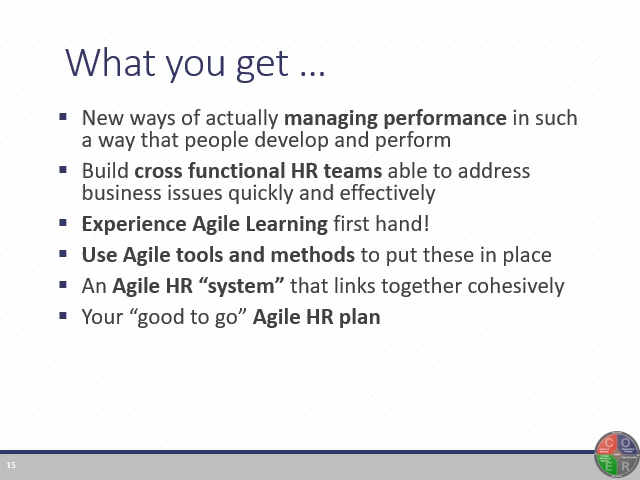 What you get ...
▪ New ways of actually managing performance in such
a way that people develop and perform
▪ Build cross functional HR teams able to address
business issues quickly and effectively
▪ Experience Agile Learning first hand!
▪ Use Agile tools and methods to put these in place
▪ An Agile HR “system” that links together cohesively
▪ Your “good to go” Agile HR plan
15
C O
E R